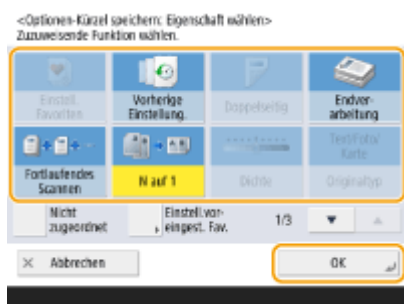 <Optionen-Kürzel speichern: Eigenschaft wählen>
Zuzuweisende Funktion wählen.
Einstell.
Favoriten
Vorherige
Einstellung.
Doppelseitig
Endver-
arbeitung
Fortlaufendes
Scannen
N auf 1
Dichte
Text/Foto/
Karte
Originaltyp
Nicht
zugeordnet
Einstell.vor-
eingest. Fav.
1/3
Abbrechen
OK